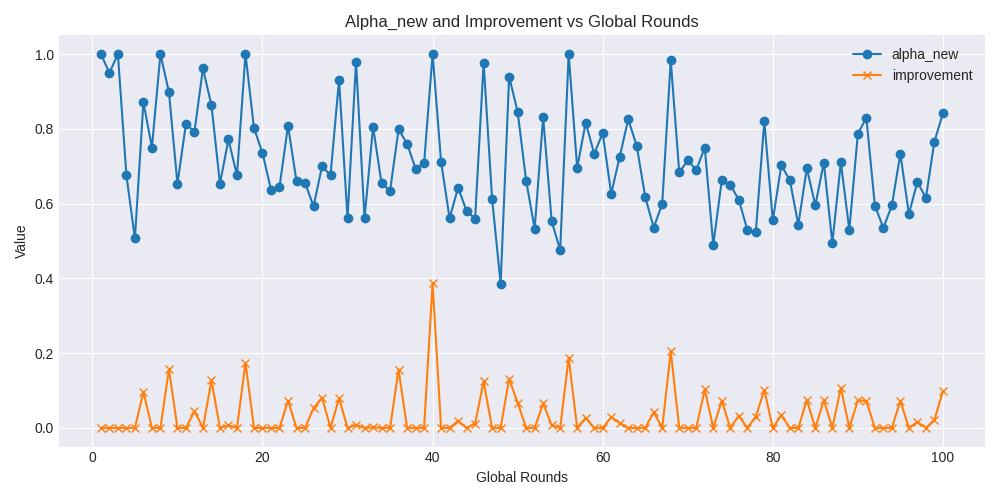 Alpha_new and Improvement vs Global Rounds
alpha_new
improvement
1.0
0.8
0.6
0.4
0.2
0.0
Value
0 20 40 60 80 100
Global Rounds